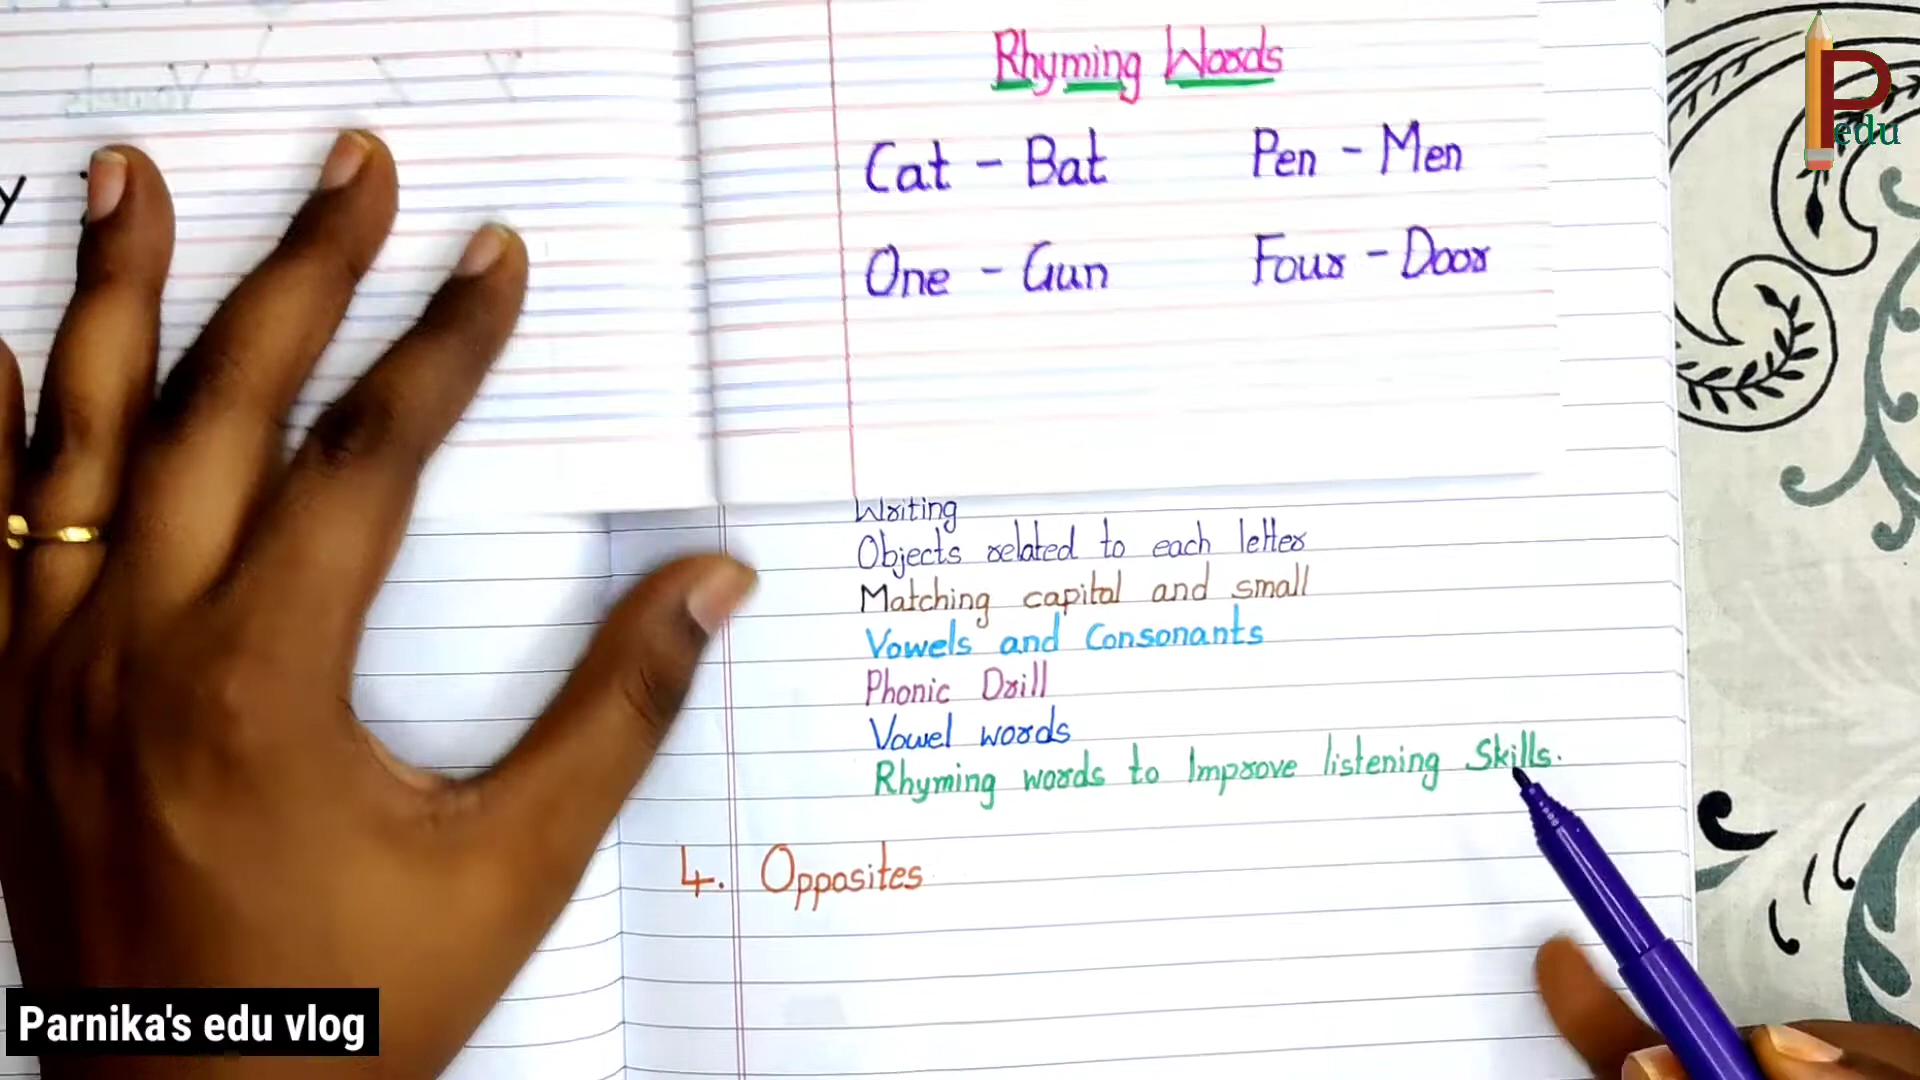 Rhyming Words
Cat - Bat Pen - Men
One - Gun Four - Door
Writing
Objects related to each letter
Matching capital and small
Vowels and Consonants
Phonic Drill
Vowel words
Rhyming words to Improve listening Skills.
4. Opposites
P edu
Parnika's edu vlog